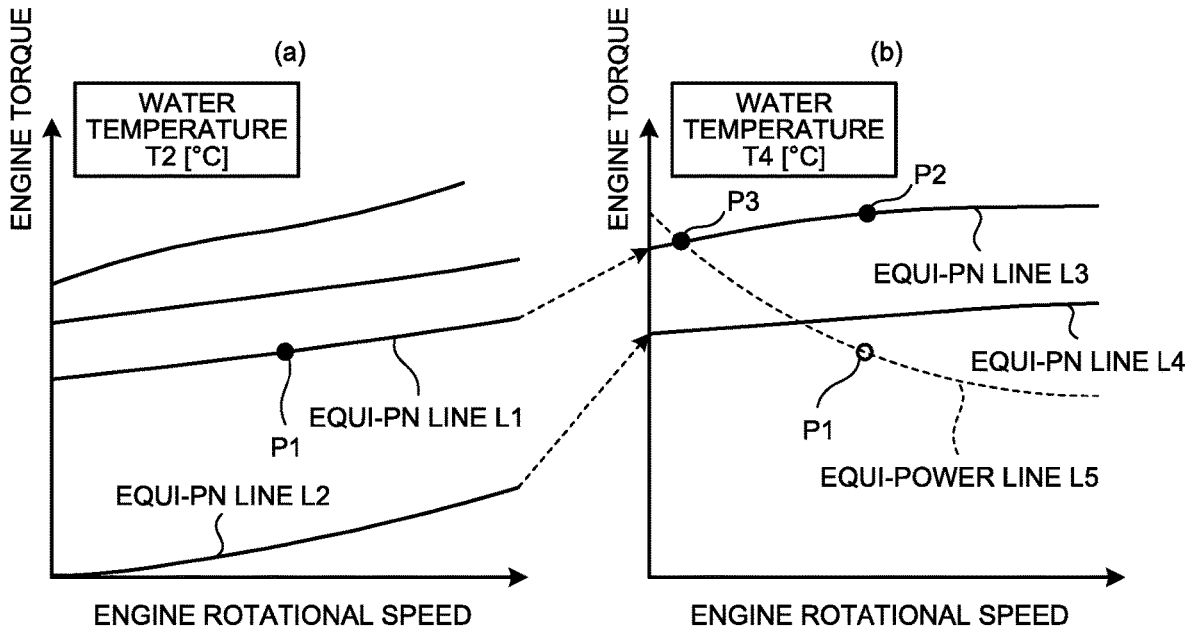 (a)
ENGINE TORQUE
WATER
TEMPERATURE
T2 [°C]
EQUI-PN LINE L1
P1
EQUI-PN LINE L2
ENGINE ROTATIONAL SPEED
(b)
ENGINE TORQUE
WATER
TEMPERATURE
T4 [°C]
P2
P3
EQUI-PN LINE L3
EQUI-PN LINE L4
P1
EQUI-POWER LINE L5
ENGINE ROTATIONAL SPEED